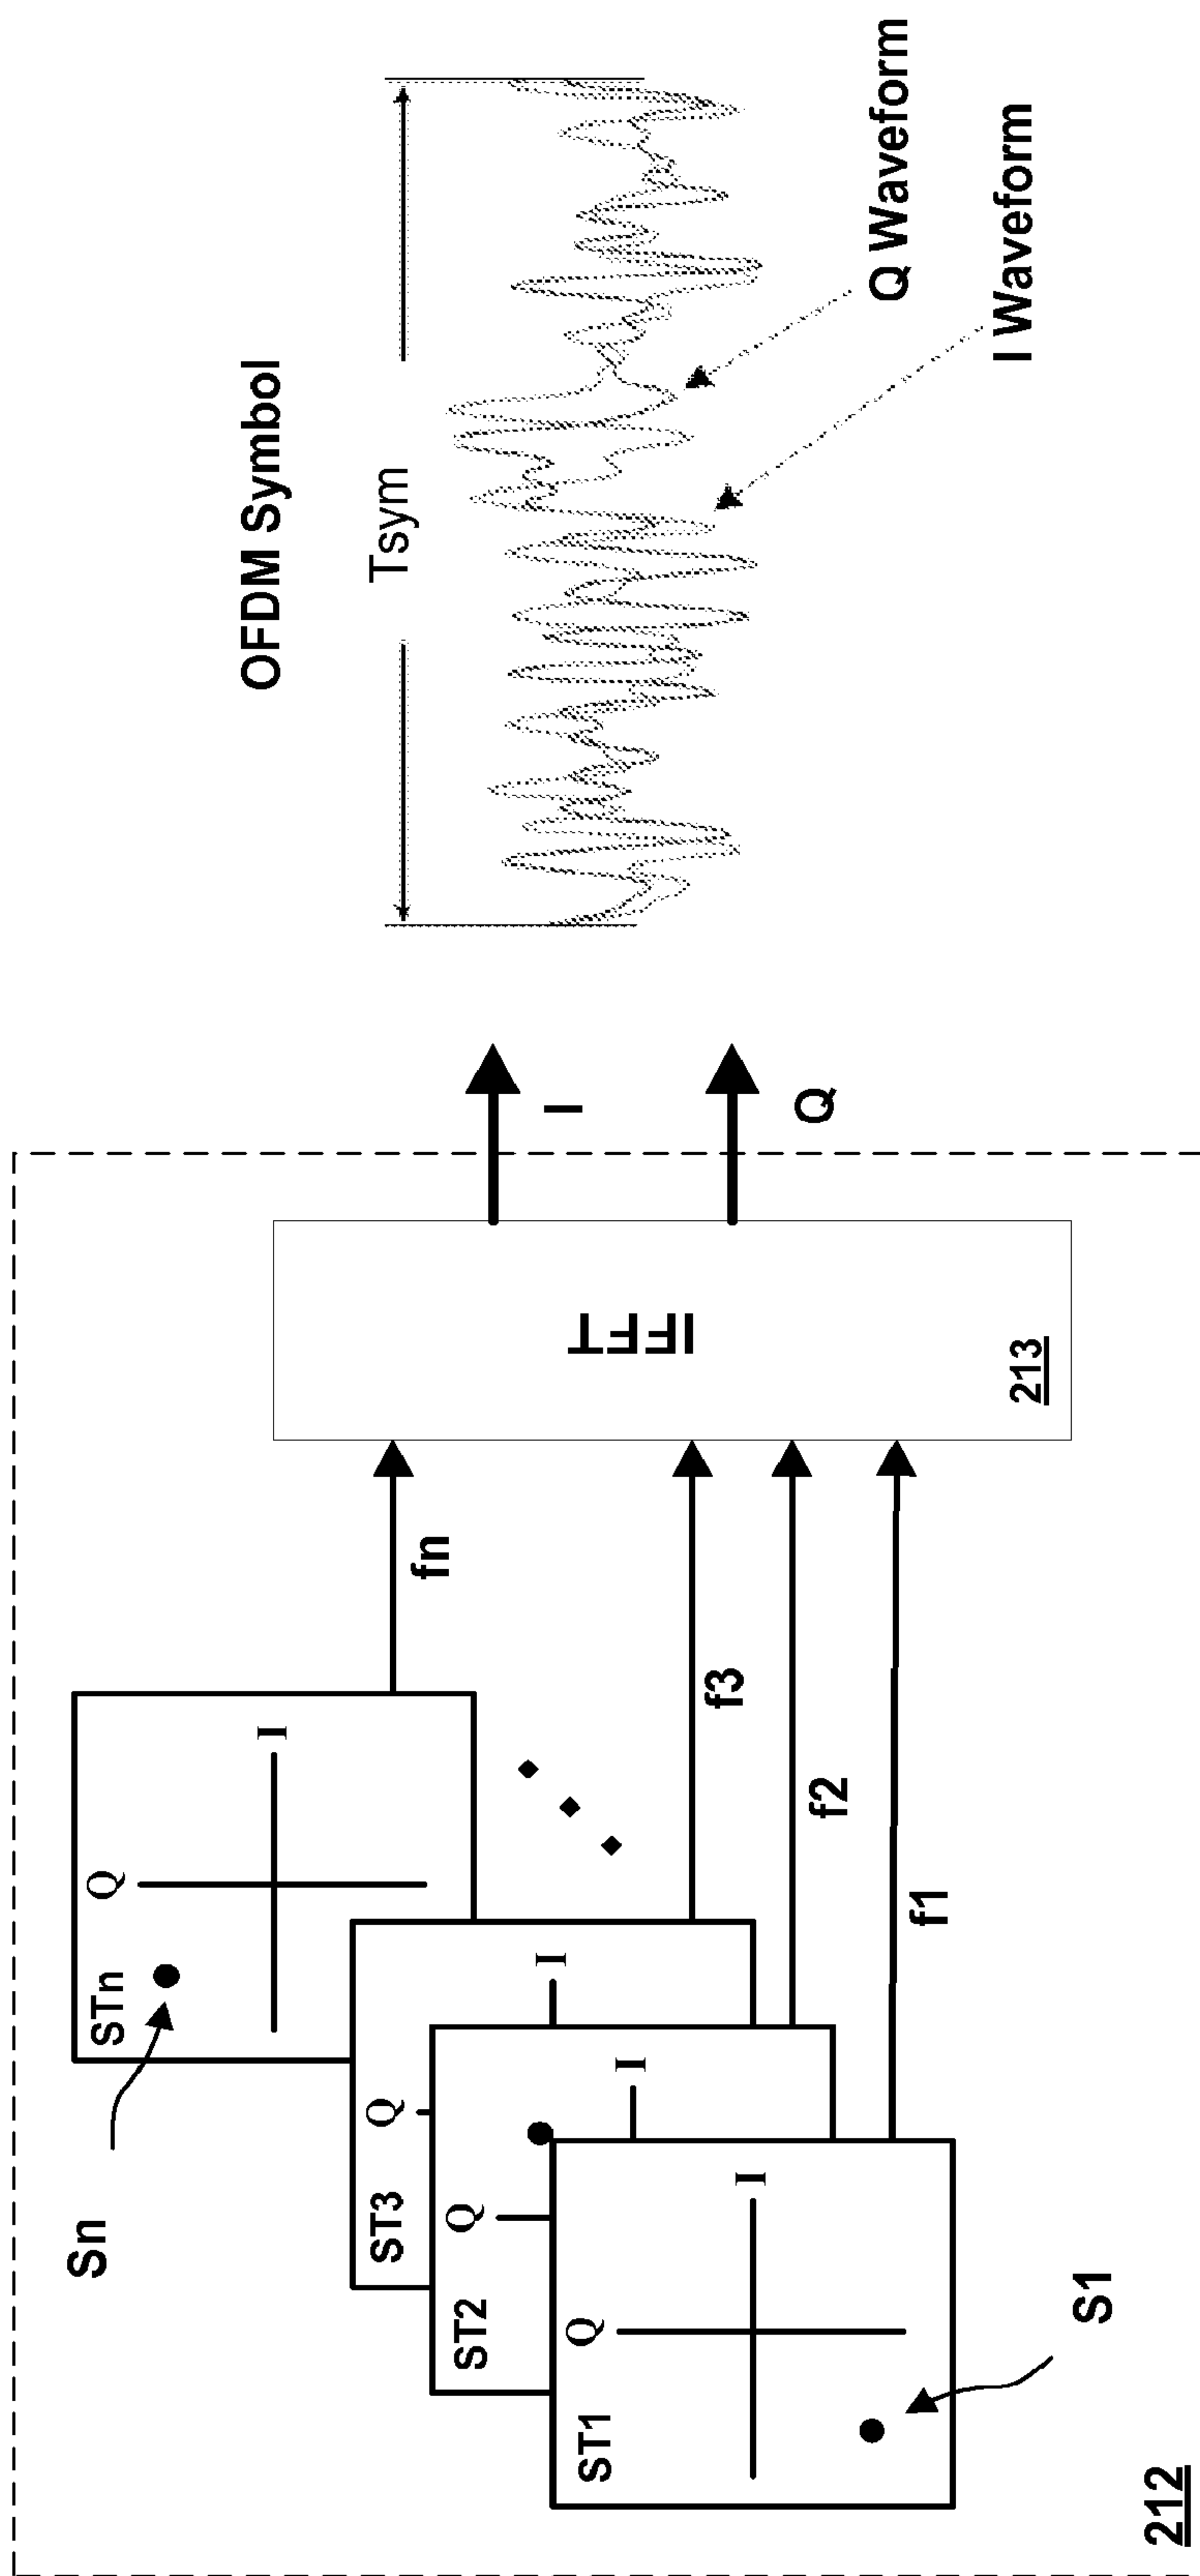 OFDM Symbol
Tsym
Q Waveform
I Waveform
Sn
STn
Q
I
fn
ST3
Q
I
f3
ST2
Q
I
f2
ST1
Q
I
f1
S1
IFFT
213
I
Q
212